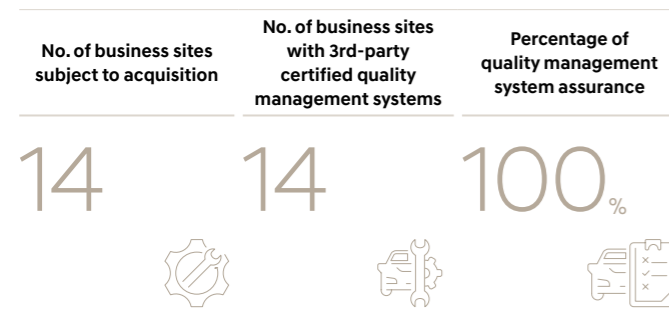 No. of business sites
subject to acquisition
No. of business sites
with 3rd-party
certified quality
management systems
Percentage of
quality management
system assurance
14
14
100%